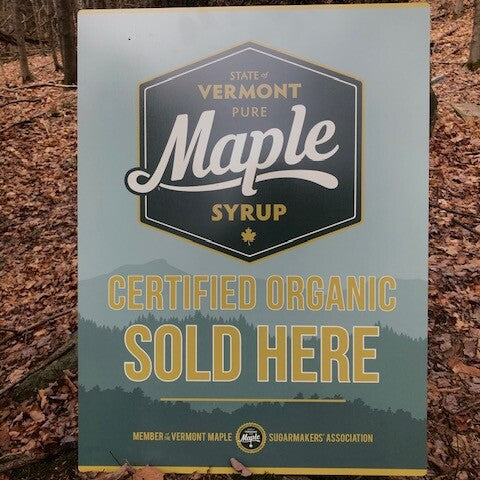 STATE of
VERMONT
PURE
Maple
SYRUP
CERTIFIED ORGANIC
SOLD HERE
MEMBER of the VERMONT MAPLE Maple SUGARMAKERS' ASSOCIATION